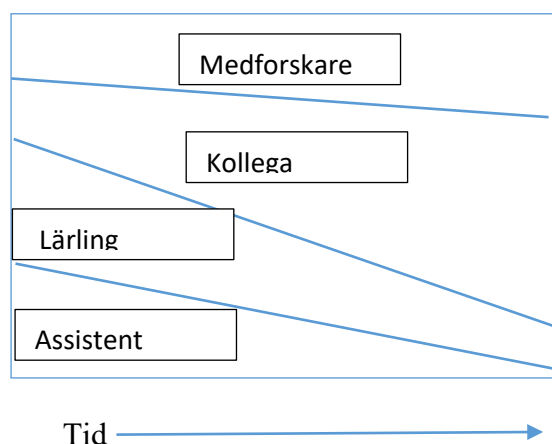 Medforskare
Kollega
Lärling
Assistent
Tid